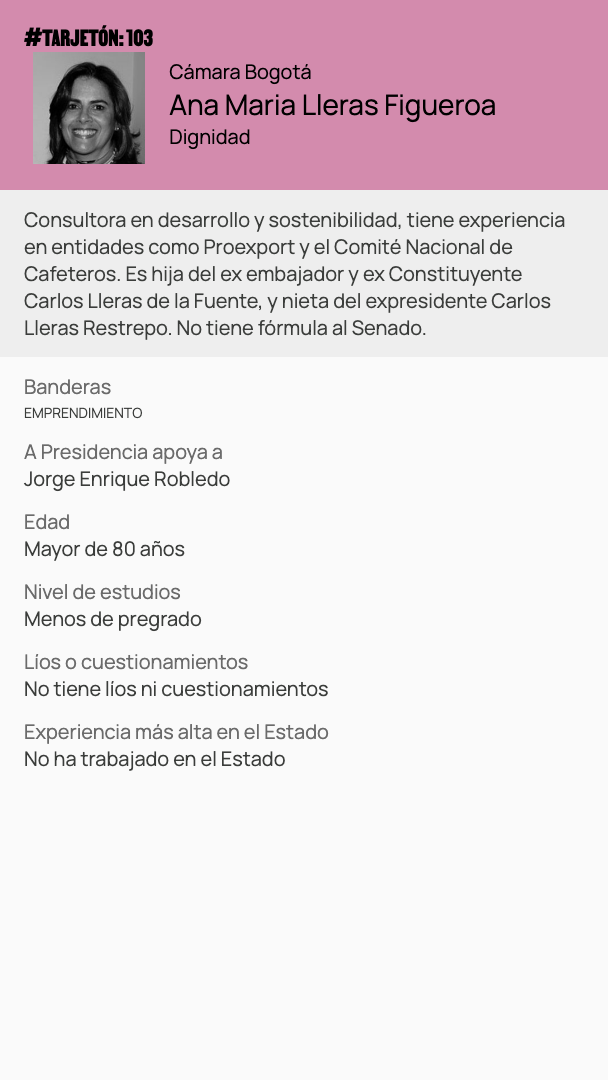 #TARJETÓN: 103
Cámara Bogotá
Ana Maria Lleras Figueroa
Dignidad
Consultora en desarrollo y sostenibilidad, tiene experiencia
en entidades como Proexport y el Comité Nacional de
Cafeteros. Es hija del ex embajador y ex Constituyente
Carlos Lleras de la Fuente, y nieta del expresidente Carlos
Lleras Restrepo. No tiene fórmula al Senado.
Banderas
EMPRENDIMIENTO
A Presidencia apoya a
Jorge Enrique Robledo
Edad
Mayor de 80 años
Nivel de estudios
Menos de pregrado
Líos o cuestionamientos
No tiene líos ni cuestionamientos
Experiencia más alta en el Estado
No ha trabajado en el Estado